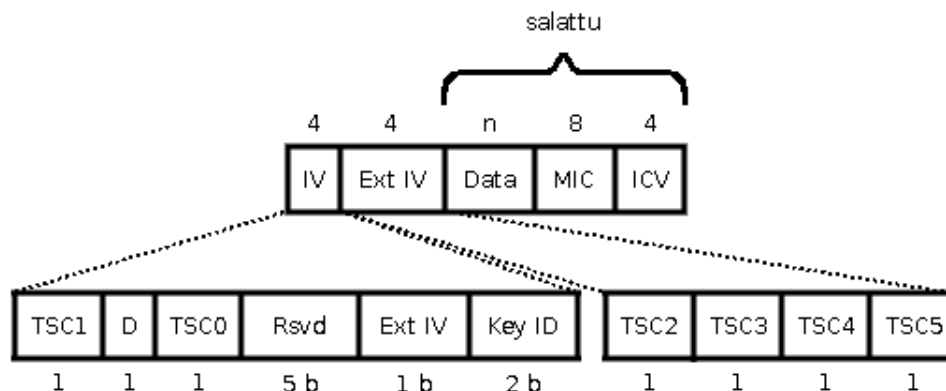 salattu
4 4 n 8 4
IV Ext IV Data MIC ICV
TSC1 D TSC0 Rsvd Ext IV Key ID TSC2 TSC3 TSC4 TSC5
1 1 1 5 b 1 b 2 b 1 1 1 1